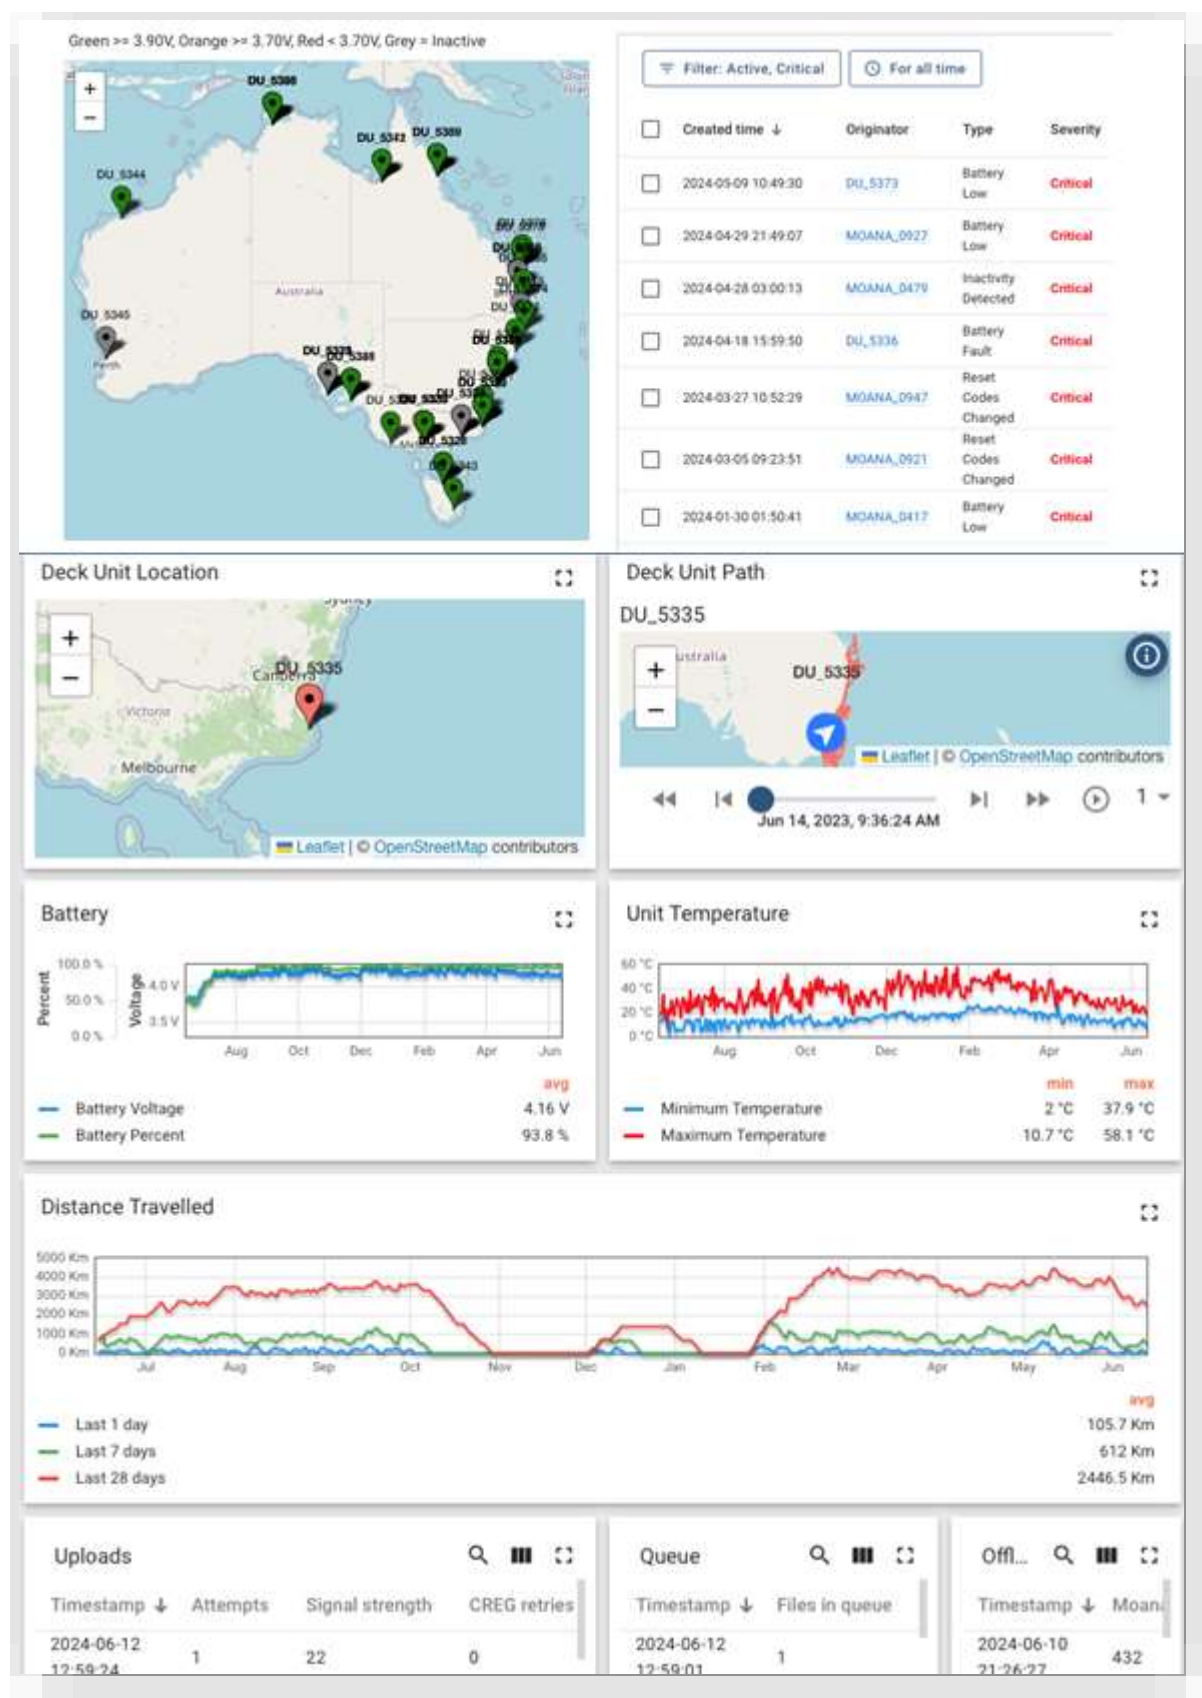 Green >= 3.90V, Orange >= 3.70V, Red < 3.70V, Grey = Inactive
+
−
DU_5344
DU_5342
DU_5389
DU_5345
Perth
Australia
DU_5388
Filter: Active, Critical
For all time
Created time ↓ Originator Type Severity
2024-05-09 10:49:30 DU_5373 Battery Low Critical
2024-04-29 21:49:07 MOANA_0927 Battery Low Critical
2024-04-28 03:00:13 MOANA_0479 Inactivity Detected Critical
2024-04-18 15:59:50 DU_5336 Battery Fault Critical
2024-03-27 10:52:29 MOANA_0947 Reset Codes Changed Critical
2024-03-05 09:23:51 MOANA_0921 Reset Codes Changed Critical
2024-01-30 01:50:41 MOANA_0417 Battery Low Critical
Deck Unit Location
+
−
Sydney
DU_5335
Canberra
Victoria
Melbourne
Leaflet | © OpenStreetMap contributors
Deck Unit Path
DU_5335
+
−
ustralia
DU_5335
Leaflet | © OpenStreetMap contributors
1
Jun 14, 2023, 9:36:24 AM
Battery
Percent
100.0 %
50.0 %
0.0 %
Voltage
4.0 V
3.5 V
Aug Oct Dec Feb Apr Jun
avg
Battery Voltage 4.16 V
Battery Percent 93.8 %
Unit Temperature
60 °C
40 °C
20 °C
0 °C
Aug Oct Dec Feb Apr Jun
min max
Minimum Temperature 2 °C 37.9 °C
Maximum Temperature 10.7 °C 58.1 °C
Distance Travelled
5000 Km
4000 Km
3000 Km
2000 Km
1000 Km
0 Km
Jul Aug Sep Oct Nov Dec Jan Feb Mar Apr May Jun
avg
Last 1 day 105.7 Km
Last 7 days 612 Km
Last 28 days 2446.5 Km
Uploads
Timestamp ↓ Attempts Signal strength CREG retries
2024-06-12 12:59:24 1 22 0
Queue
Timestamp ↓ Files in queue
2024-06-12 12:59:01 1
Offl...
Timestamp ↓ Moana
2024-06-10 21:26:27 432